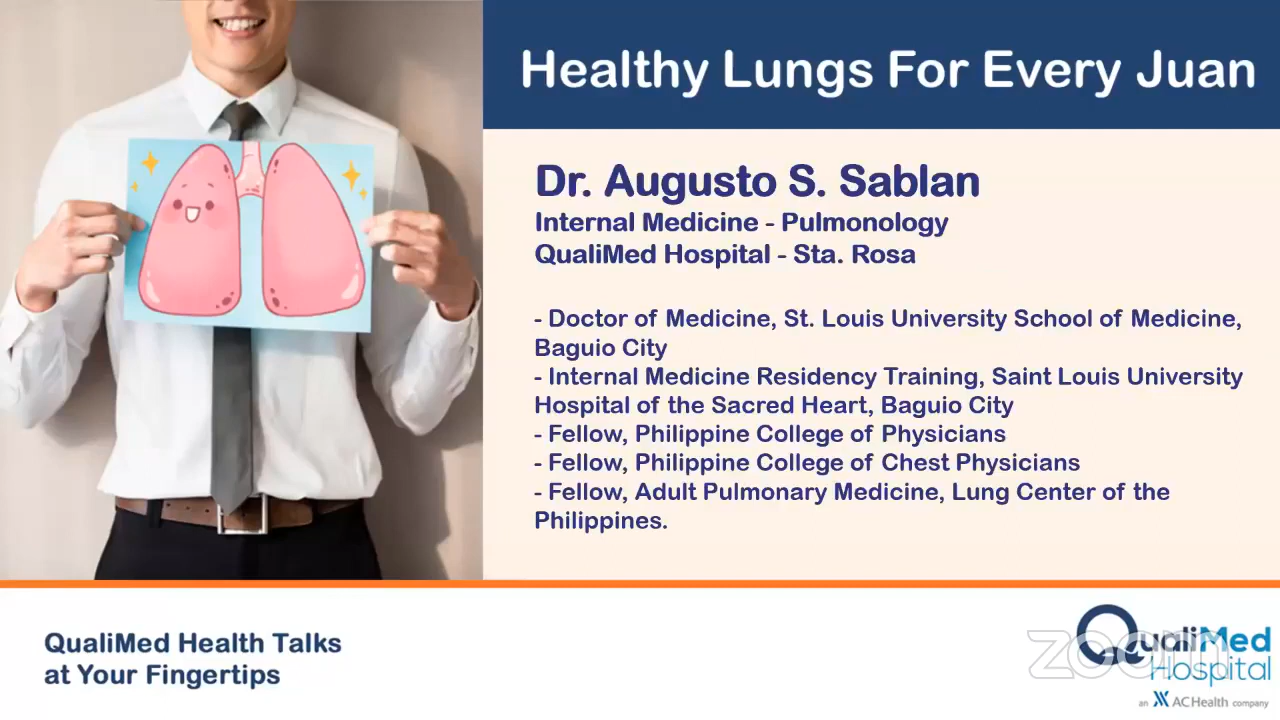 Healthy Lungs For Every Juan
Dr. Augusto S. Sablan
Internal Medicine - Pulmonology
QualiMed Hospital - Sta. Rosa
- Doctor of Medicine, St. Louis University School of Medicine,
Baguio City
- Internal Medicine Residency Training, Saint Louis University
Hospital of the Sacred Heart, Baguio City
- Fellow, Philippine College of Physicians
- Fellow, Philippine College of Chest Physicians
- Fellow, Adult Pulmonary Medicine, Lung Center of the
Philippines.
QualiMed Health Talks
at Your Fingertips
zoom
QualiMed
Hospital
an AC Health company